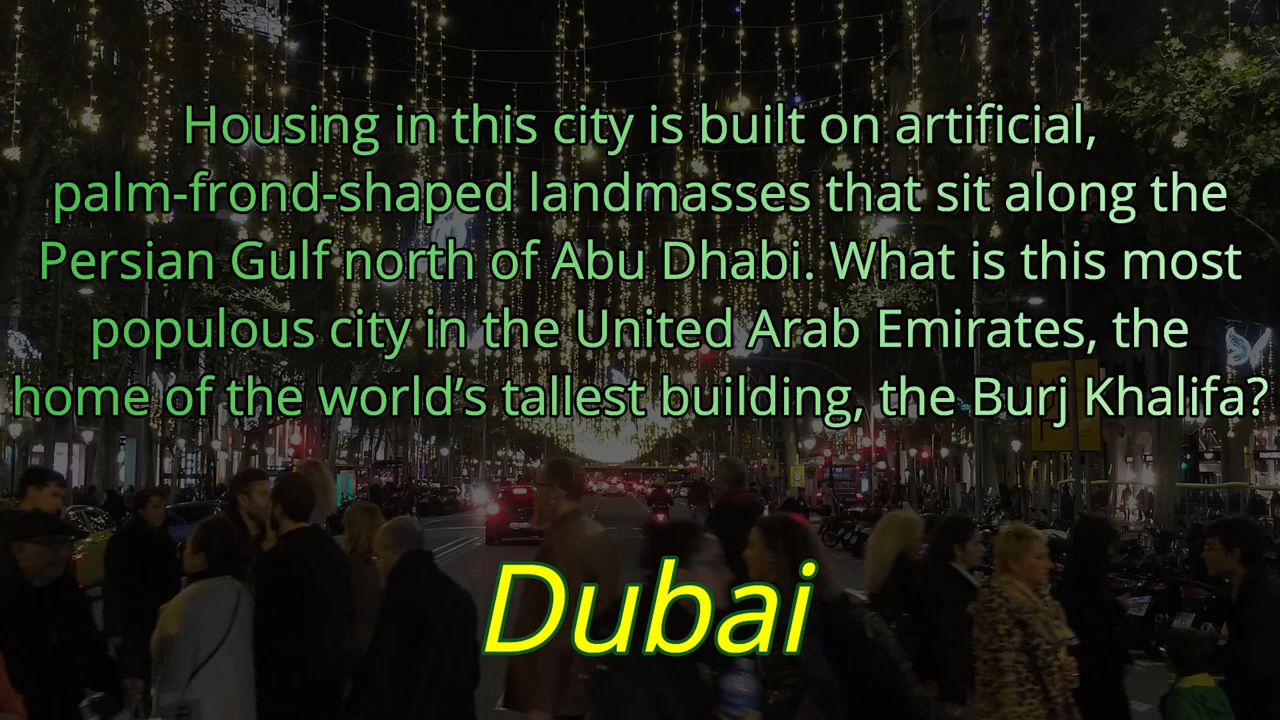 Housing in this city is built on artificial,
palm-frond-shaped landmasses that sit along the
Persian Gulf north of Abu Dhabi. What is this most
populous city in the United Arab Emirates, the
home of the world’s tallest building, the Burj Khalifa?
Dubai